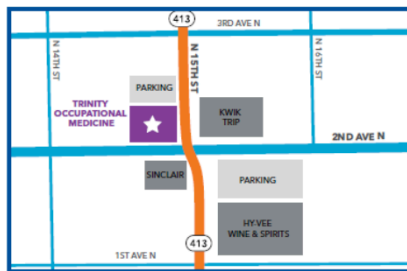 413
3RD AVE N
N 14TH ST
N 15TH ST
N 16TH ST
PARKING
TRINITY
OCCUPATIONAL
MEDICINE
KWIK
TRIP
2ND AVE N
SINCLAIR
PARKING
HY-VEE
WINE & SPIRITS
413
1ST AVE N